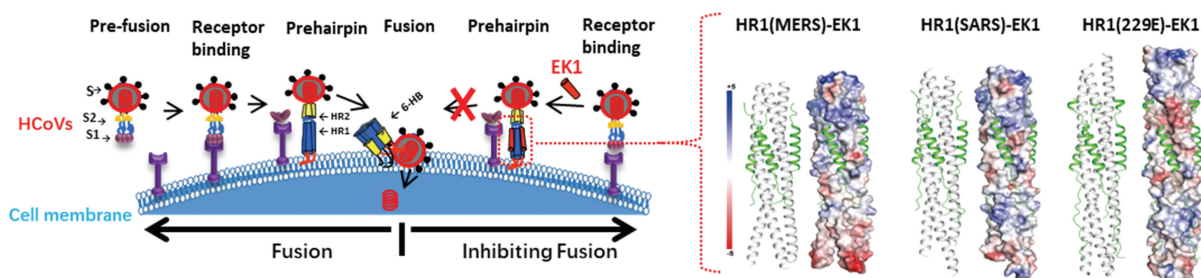 Pre-fusion
Receptor
binding
Prehairpin
Fusion
Prehairpin
Receptor
binding
EK1
6-HB
S
S2
S1
HR2
HR1
HCoVs
Cell membrane
Fusion
Inhibiting Fusion
HR1(MERS)-EK1
HR1(SARS)-EK1
HR1(229E)-EK1
+5
-5